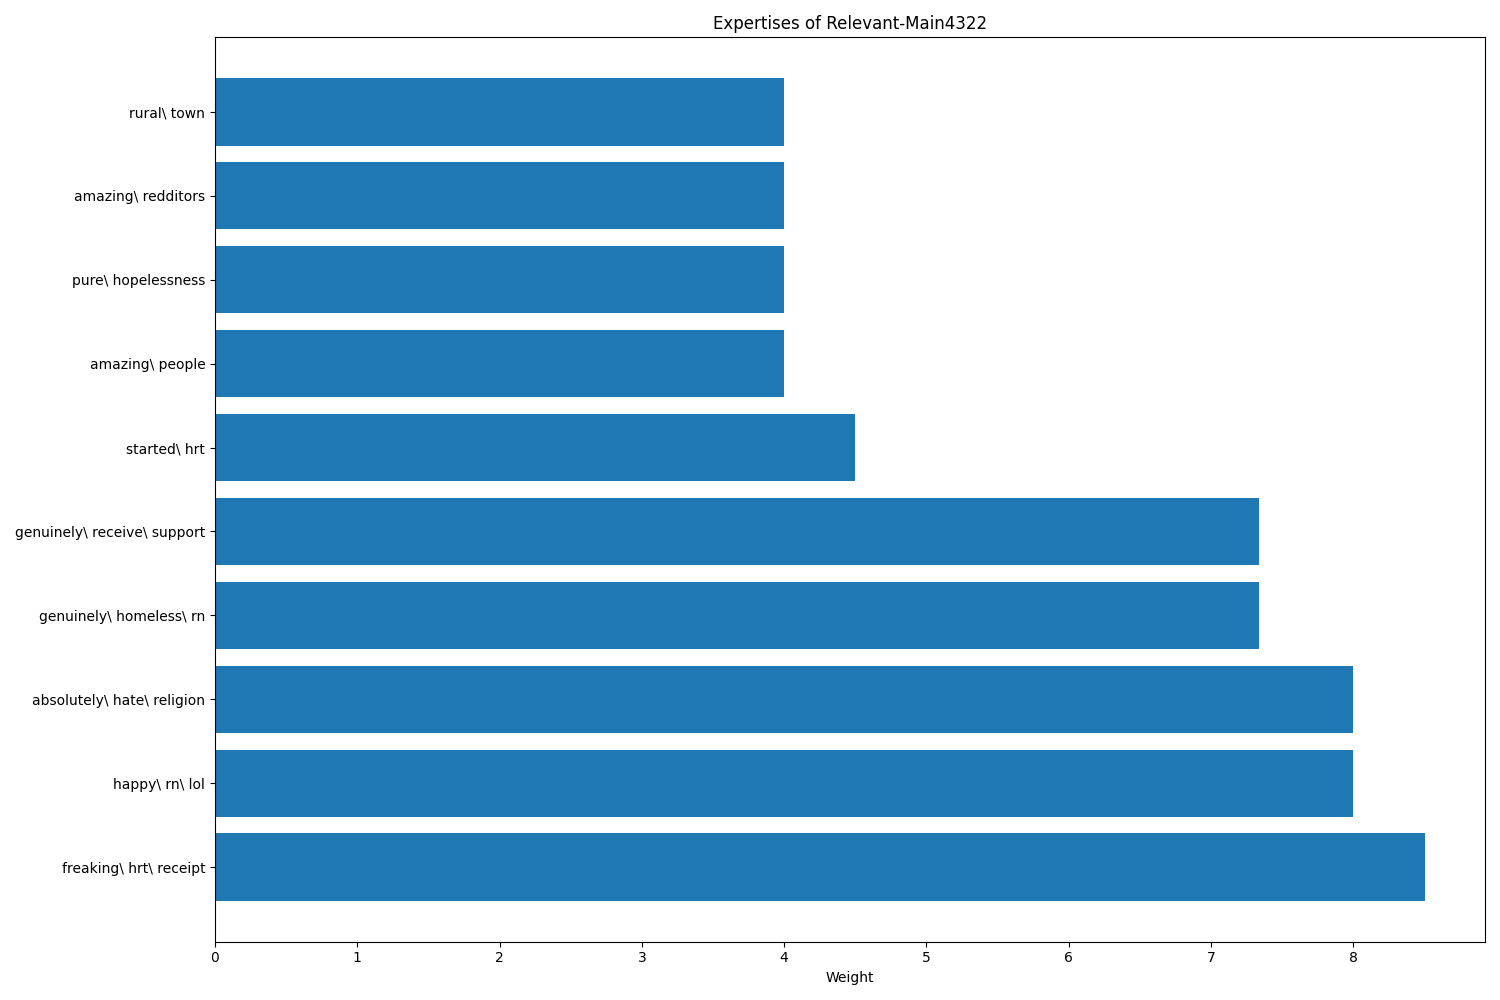 Expertises of Relevant-Main4322
rural\ town
amazing\ redditors
pure\ hopelessness
amazing\ people
started\ hrt
genuinely\ receive\ support
genuinely\ homeless\ rn
absolutely\ hate\ religion
happy\ rn\ lol
freaking\ hrt\ receipt
0 1 2 3 4 5 6 7 8
Weight